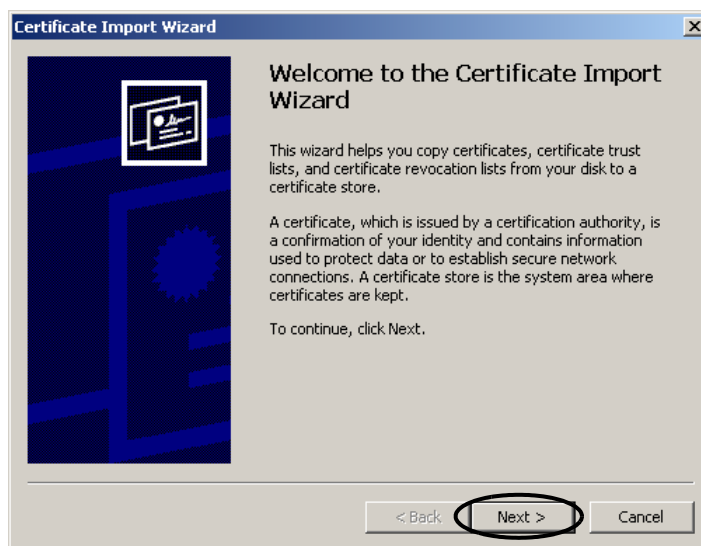 Certificate Import Wizard
Welcome to the Certificate Import
Wizard
This wizard helps you copy certificates, certificate trust
lists, and certificate revocation lists from your disk to a
certificate store.
A certificate, which is issued by a certification authority, is
a confirmation of your identity and contains information
used to protect data or to establish secure network
connections. A certificate store is the system area where
certificates are kept.
To continue, click Next.
< Back Next > Cancel